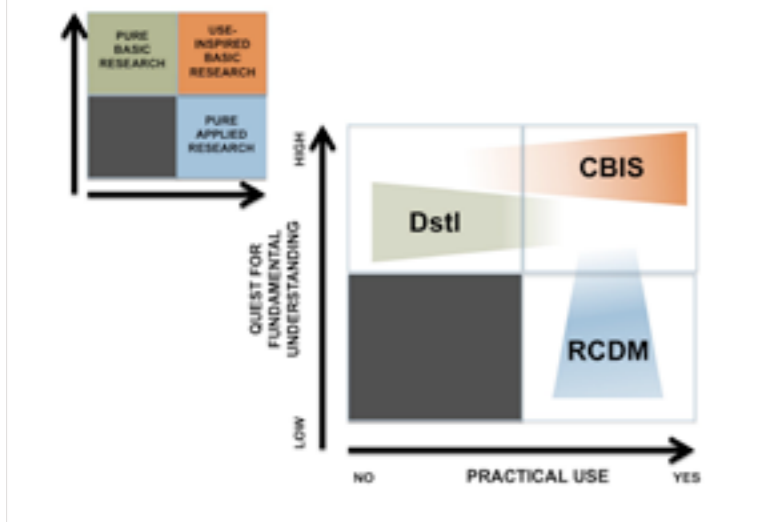 PURE
BASIC
RESEARCH
USE-
INSPIRED
BASIC
RESEARCH
PURE
APPLIED
RESEARCH
HIGH
QUEST FOR
FUNDAMENTAL
UNDERSTANDING
LOW
CBIS
Dstl
RCDM
NO
PRACTICAL USE
YES